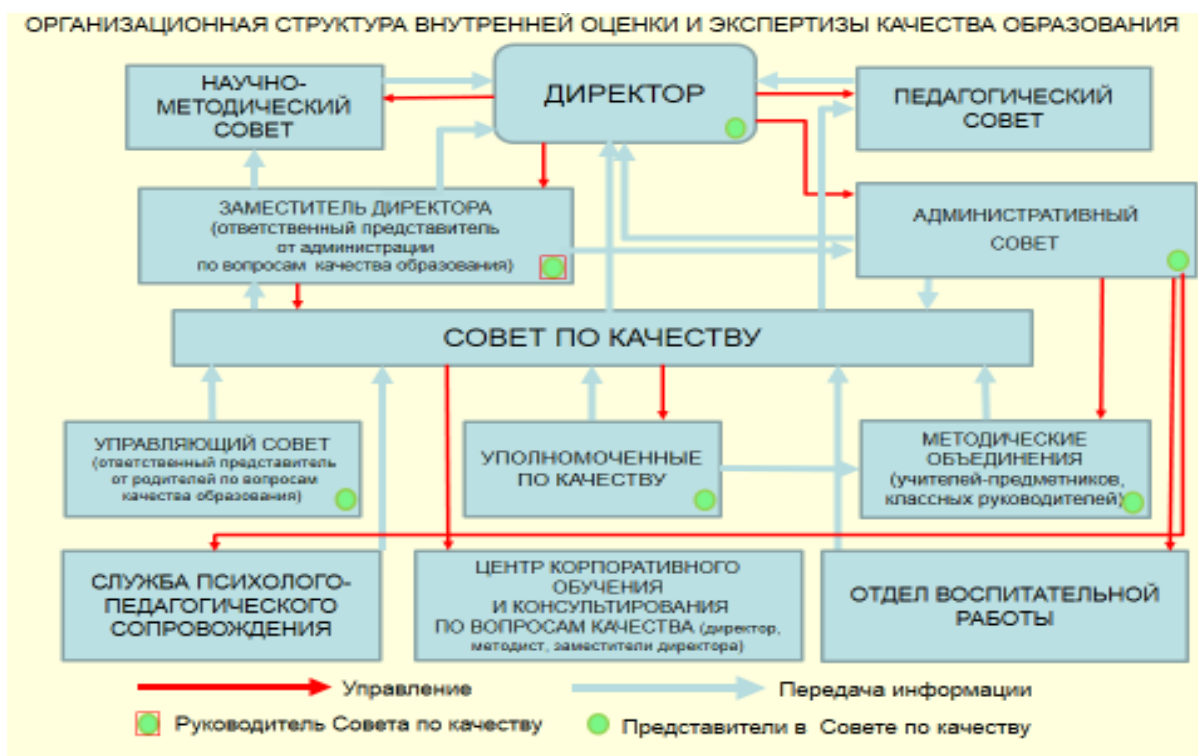 ОРГАНИЗАЦИОННАЯ СТРУКТУРА ВНУТРЕННЕЙ ОЦЕНКИ И ЭКСПЕРТИЗЫ КАЧЕСТВА ОБРАЗОВАНИЯ
НАУЧНО-
МЕТОДИЧЕСКИЙ
СОВЕТ
ДИРЕКТОР
ПЕДАГОГИЧЕСКИЙ
СОВЕТ
ЗАМЕСТИТЕЛЬ ДИРЕКТОРА
(ответственный представитель
от администрации
по вопросам качества образования)
АДМИНИСТРАТИВНЫЙ
СОВЕТ
СОВЕТ ПО КАЧЕСТВУ
УПРАВЛЯЮЩИЙ СОВЕТ
(ответственный представитель
от родителей по вопросам
качества образования)
УПОЛНОМОЧЕННЫЕ
ПО КАЧЕСТВУ
МЕТОДИЧЕСКИЕ
ОБЪЕДИНЕНИЯ
(учителей-предметников,
классных руководителей)
СЛУЖБА ПСИХОЛОГО-
ПЕДАГОГИЧЕСКОГО
СОПРОВОЖДЕНИЯ
ЦЕНТР КОРПОРАТИВНОГО
ОБУЧЕНИЯ
И КОНСУЛЬТИРОВАНИЯ
ПО ВОПРОСАМ КАЧЕСТВА (директор,
методист, заместители директора)
ОТДЕЛ ВОСПИТАТЕЛЬНОЙ
РАБОТЫ
Управление
Передача информации
Руководитель Совета по качеству
Представители в Совете по качеству